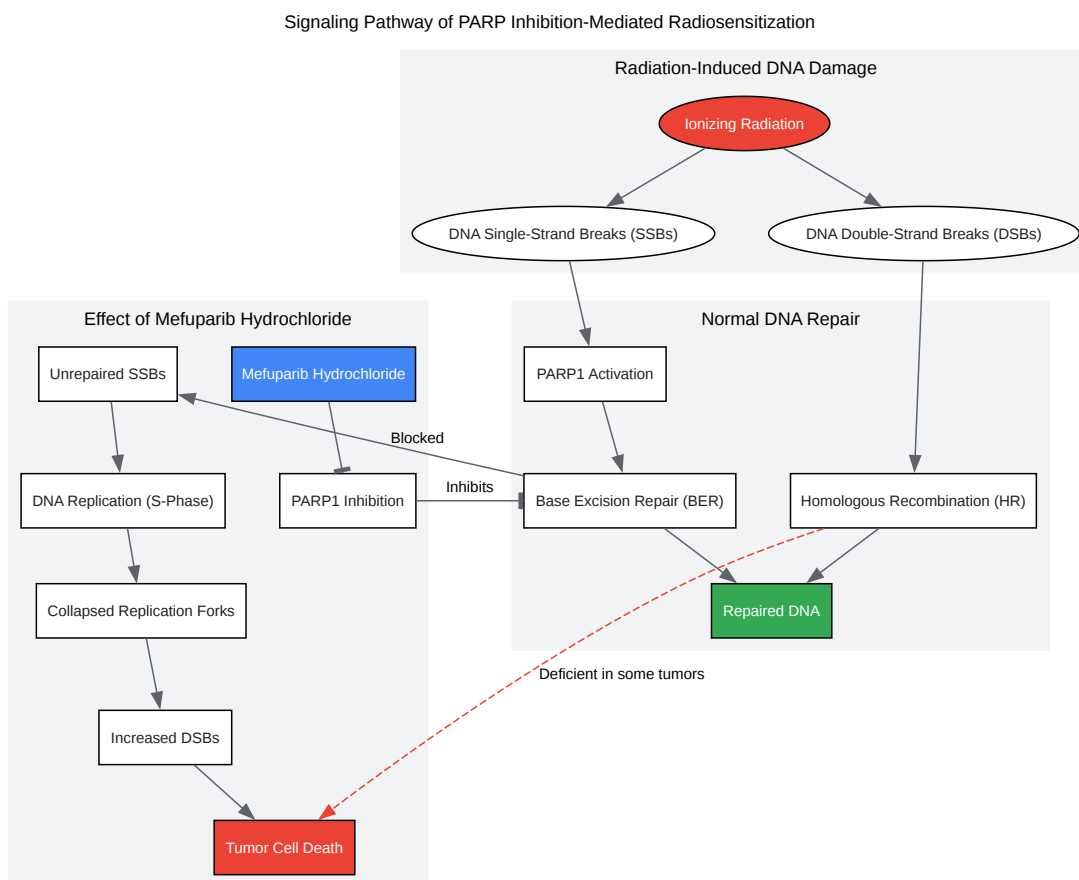 Signaling Pathway of PARP Inhibition-Mediated Radiosensitization
Radiation-Induced DNA Damage
Ionizing Radiation
DNA Single-Strand Breaks (SSBs)
DNA Double-Strand Breaks (DSBs)
Effect of Mefuparib Hydrochloride
Normal DNA Repair
Unrepaired SSBs
Mefuparib Hydrochloride
PARP1 Activation
Blocked
DNA Replication (S-Phase)
PARP1 Inhibition
Inhibits
Base Excision Repair (BER)
Homologous Recombination (HR)
Collapsed Replication Forks
Repaired DNA
Deficient in some tumors
Increased DSBs
Tumor Cell Death